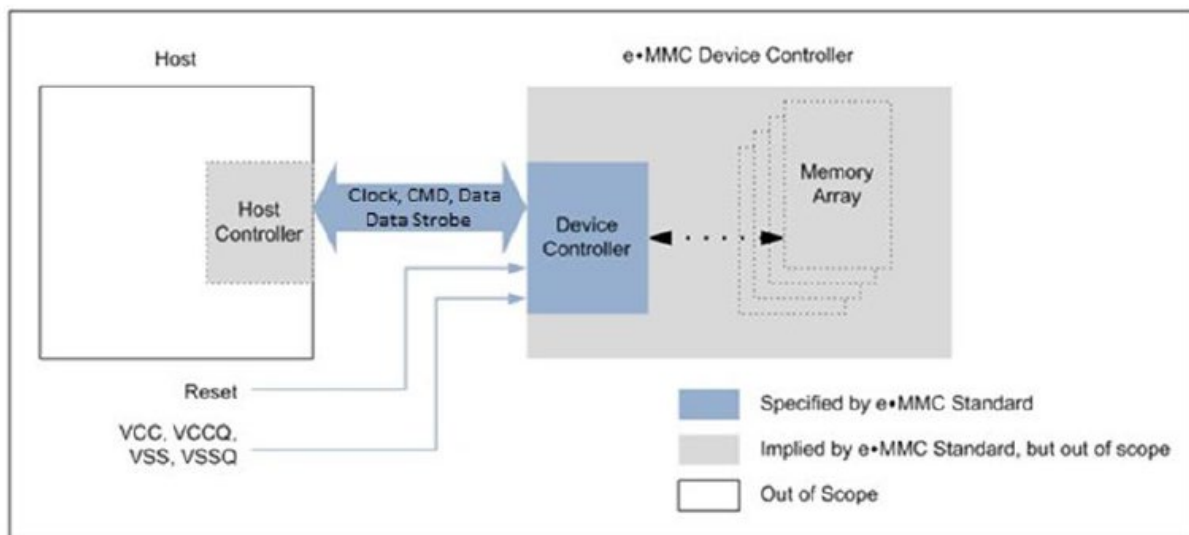 Host
e•MMC Device Controller
Host
Controller
Clock, CMD, Data
Data Strobe
Device
Controller
Memory
Array
Reset
VCC, VCCQ,
VSS, VSSQ
Specified by e•MMC Standard
Implied by e•MMC Standard, but out of scope
Out of Scope